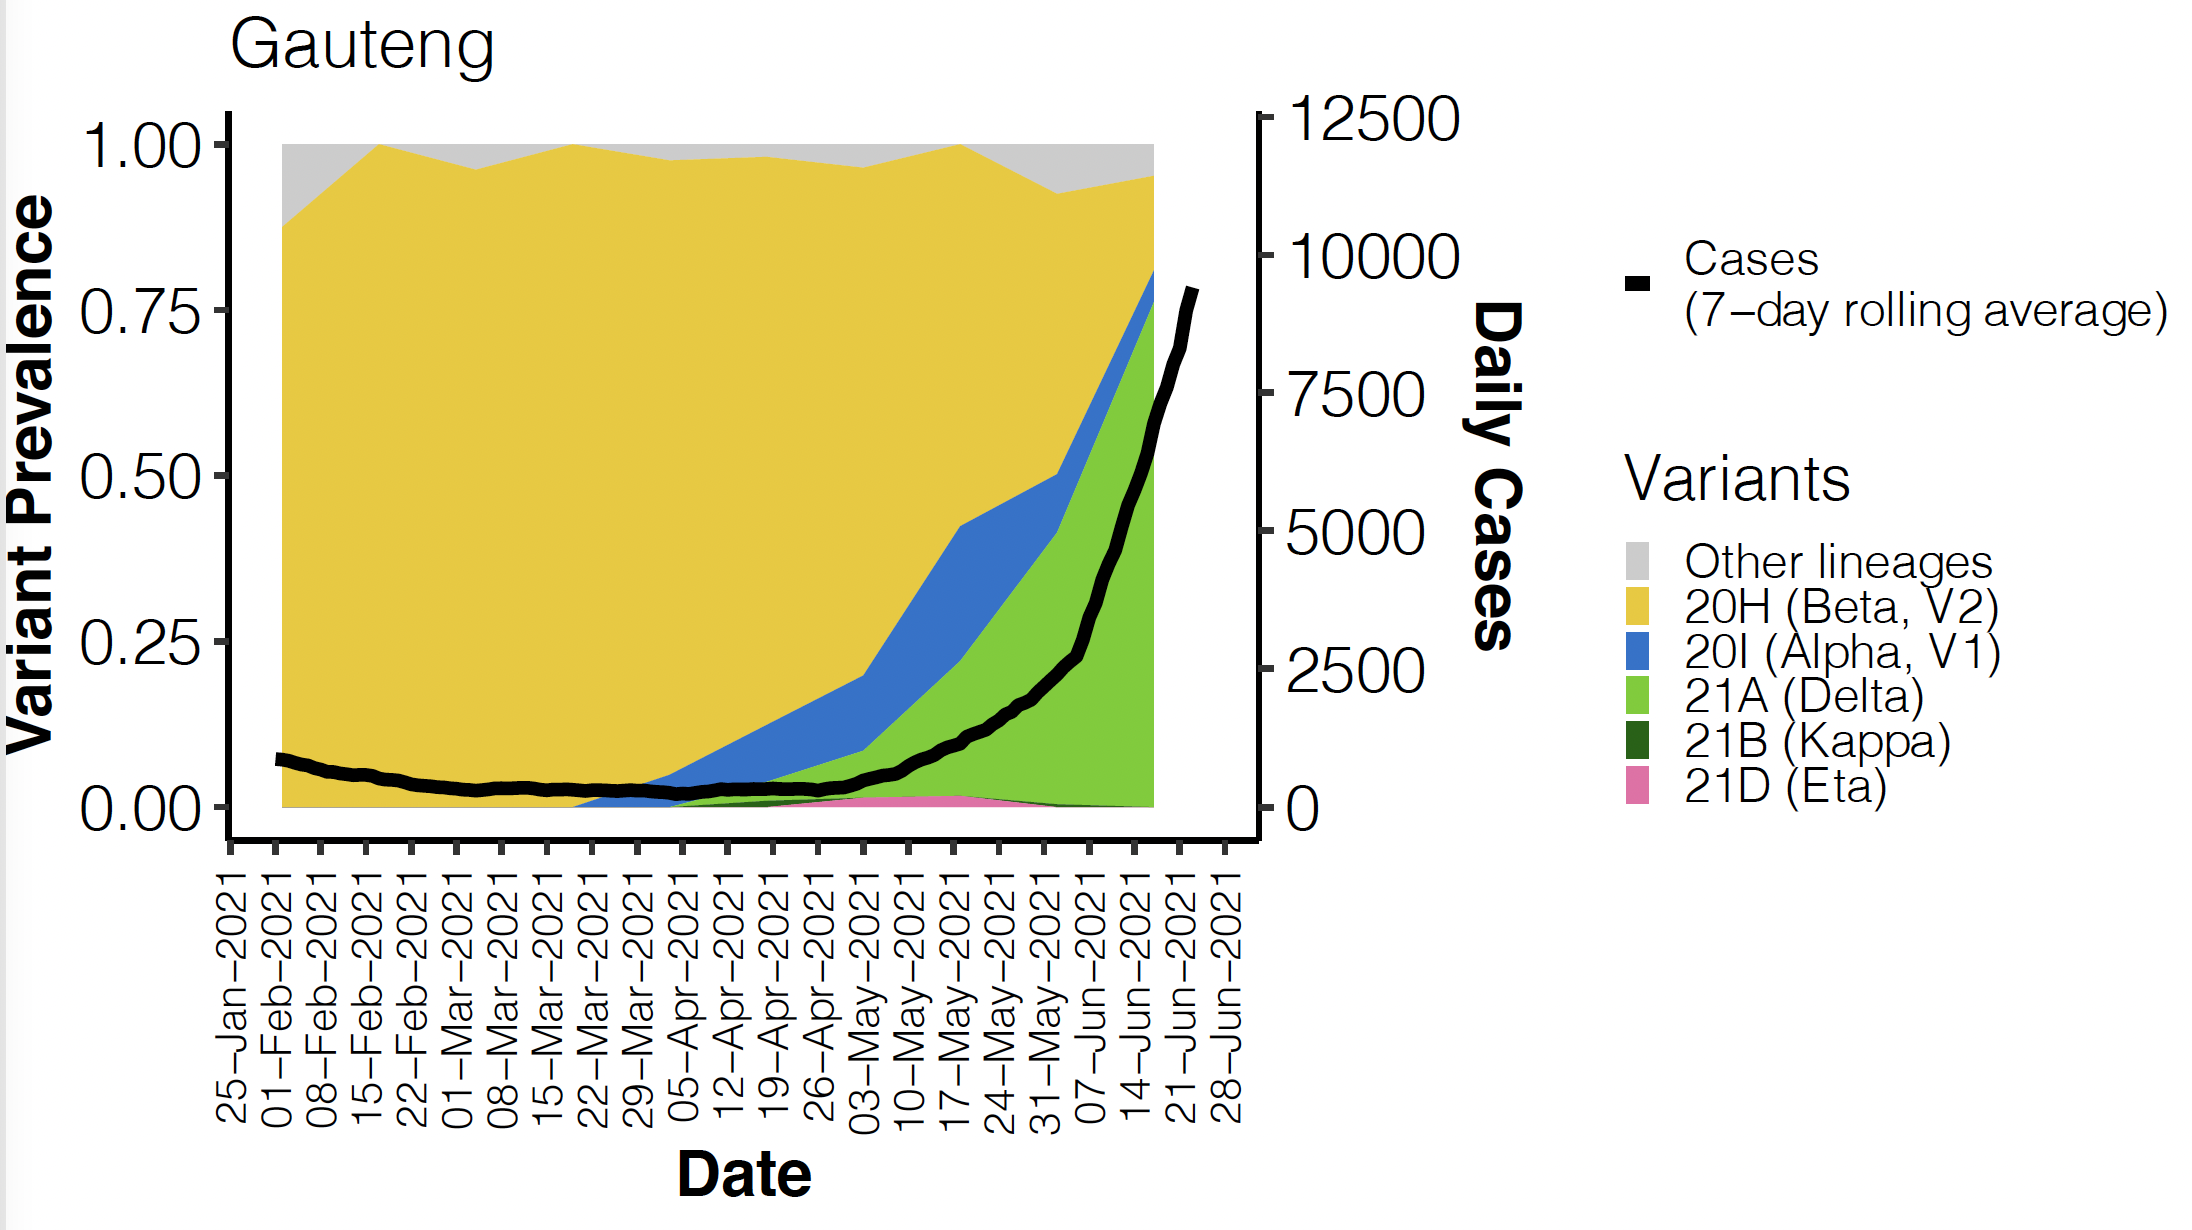 Gauteng
1.00
0.75
0.50
0.25
0.00
Variant Prevalence
12500
10000
7500
5000
2500
0
Daily Cases
25–Jan–2021
01–Feb–2021
08–Feb–2021
15–Feb–2021
22–Feb–2021
01–Mar–2021
08–Mar–2021
15–Mar–2021
22–Mar–2021
29–Mar–2021
05–Apr–2021
12–Apr–2021
19–Apr–2021
26–Apr–2021
03–May–2021
10–May–2021
17–May–2021
24–May–2021
31–May–2021
07–Jun–2021
14–Jun–2021
21–Jun–2021
28–Jun–2021
Date
Cases
(7–day rolling average)
Variants
Other lineages
20H (Beta, V2)
20I (Alpha, V1)
21A (Delta)
21B (Kappa)
21D (Eta)